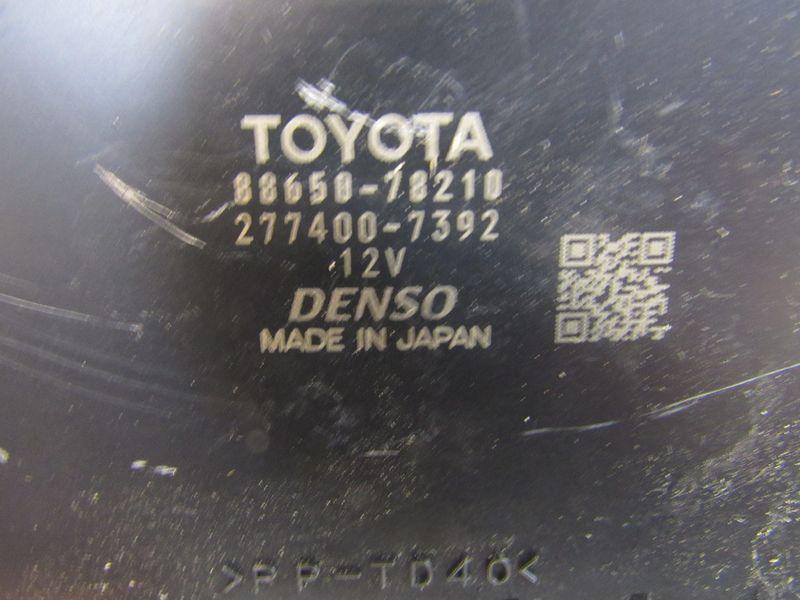 TOYOTA
88650-78210
277400-7392
12V
DENSO
MADE IN JAPAN
>PP-TD40<